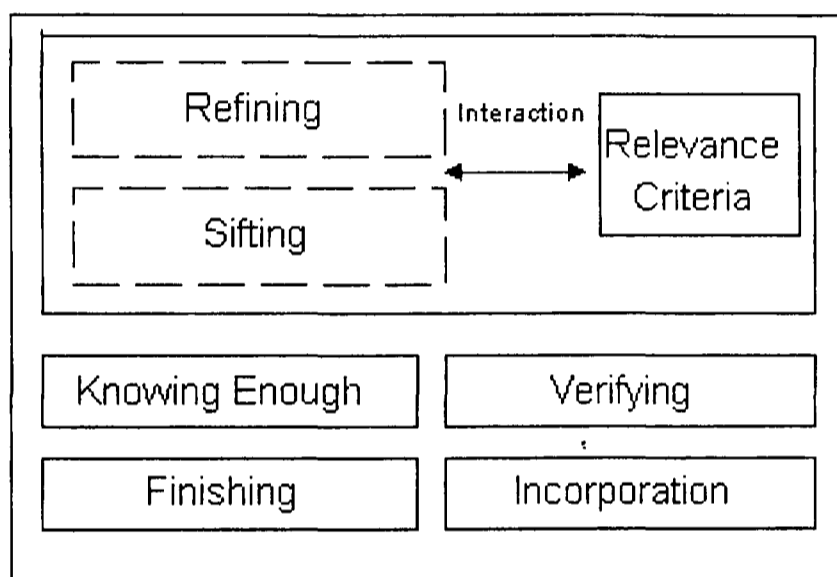 Refining
Interaction
Relevance
Criteria
Sifting
Knowing Enough
Verifying
Finishing
Incorporation